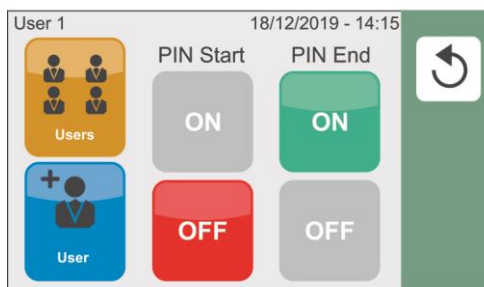 User 1
18/12/2019 - 14:15
PIN Start
PIN End
Users
ON
ON
User
OFF
OFF